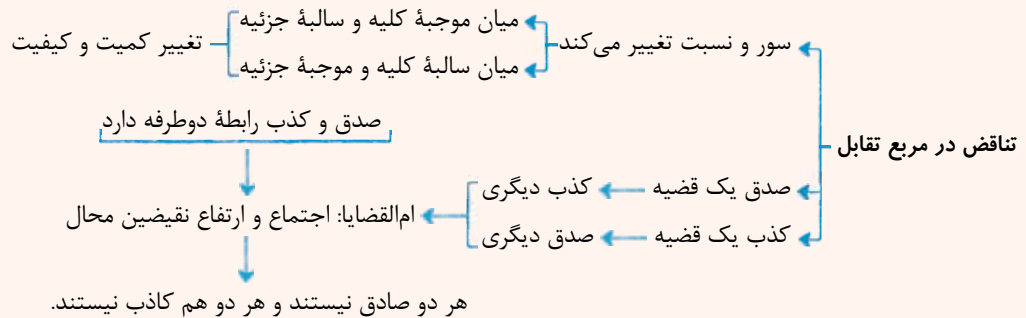 تناقض در مربع تقابل
سور و نسبت تغییر می‌کند
میان موجبهٔ کلیه و سالبهٔ جزئیه
میان سالبهٔ کلیه و موجبهٔ جزئیه
تغییر کمیت و کیفیت
صدق یک قضیه
کذب دیگری
کذب یک قضیه
صدق دیگری
صدق و کذب رابطهٔ دوطرفه دارد
ام‌القضایا: اجتماع و ارتفاع نقیضین محال
هر دو صادق نیستند و هر دو هم کاذب نیستند.